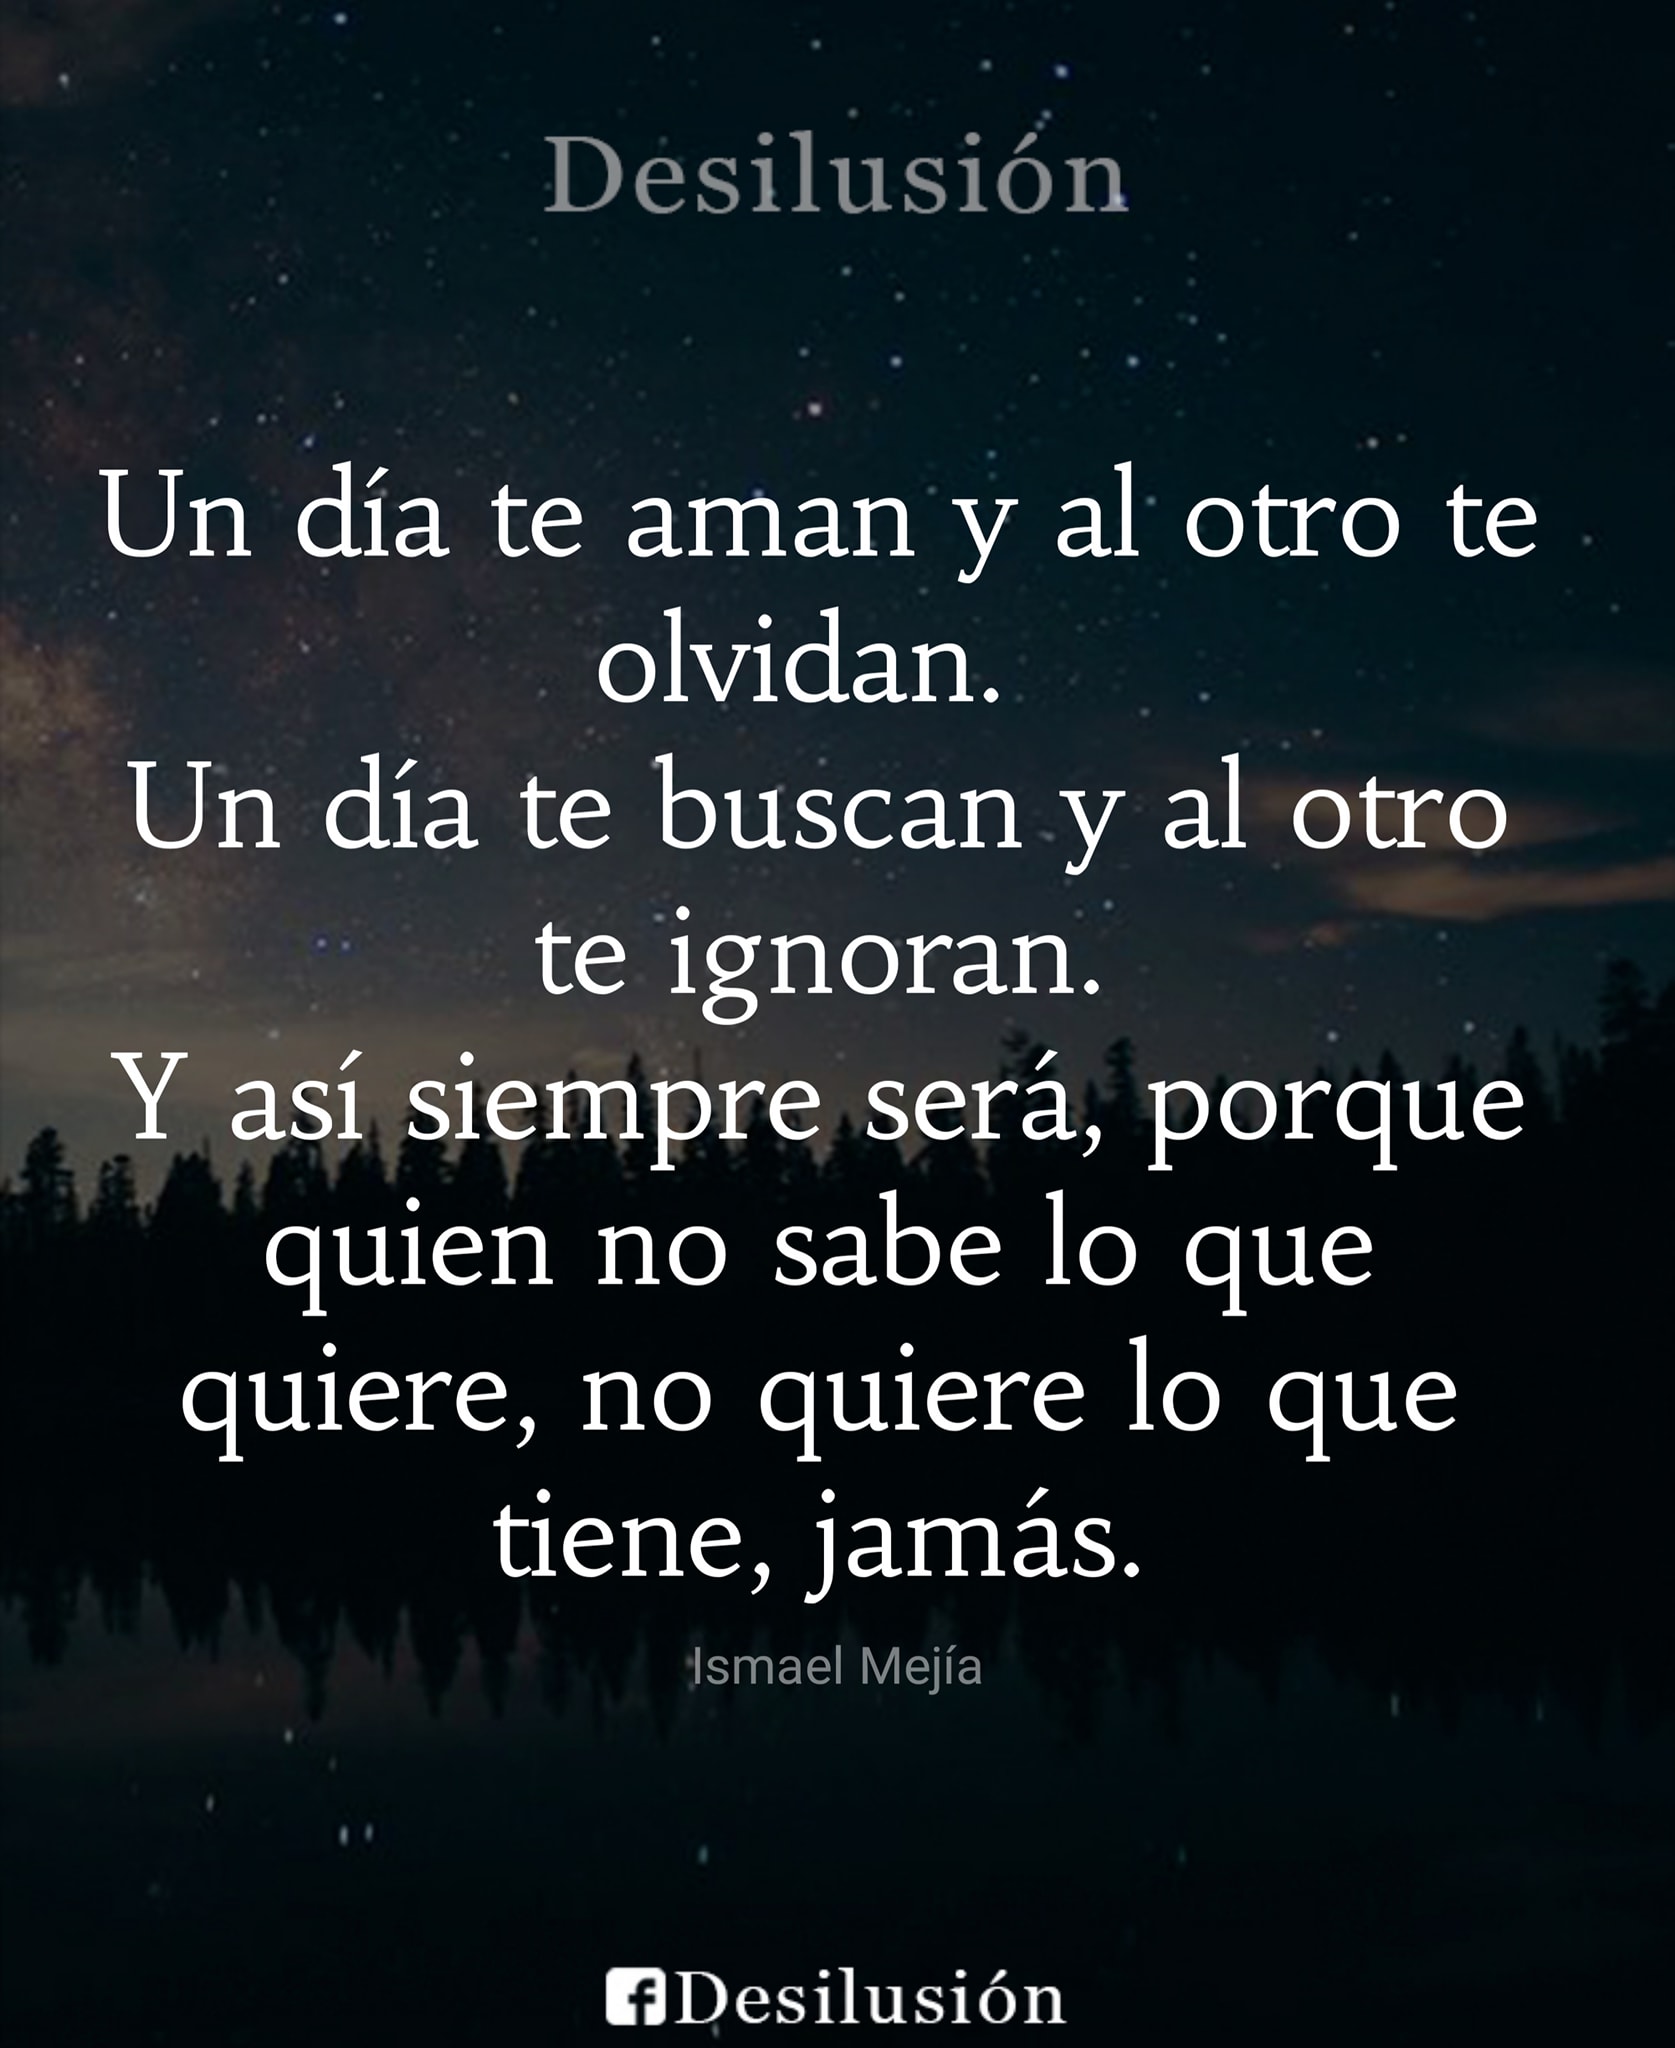 Desilusión
Un día te aman y al otro te
olvidan.
Un día te buscan y al otro
te ignoran.
Y así siempre será, porque
quien no sabe lo que
quiere, no quiere lo que
tiene, jamás.
Ismael Mejía
Desilusión